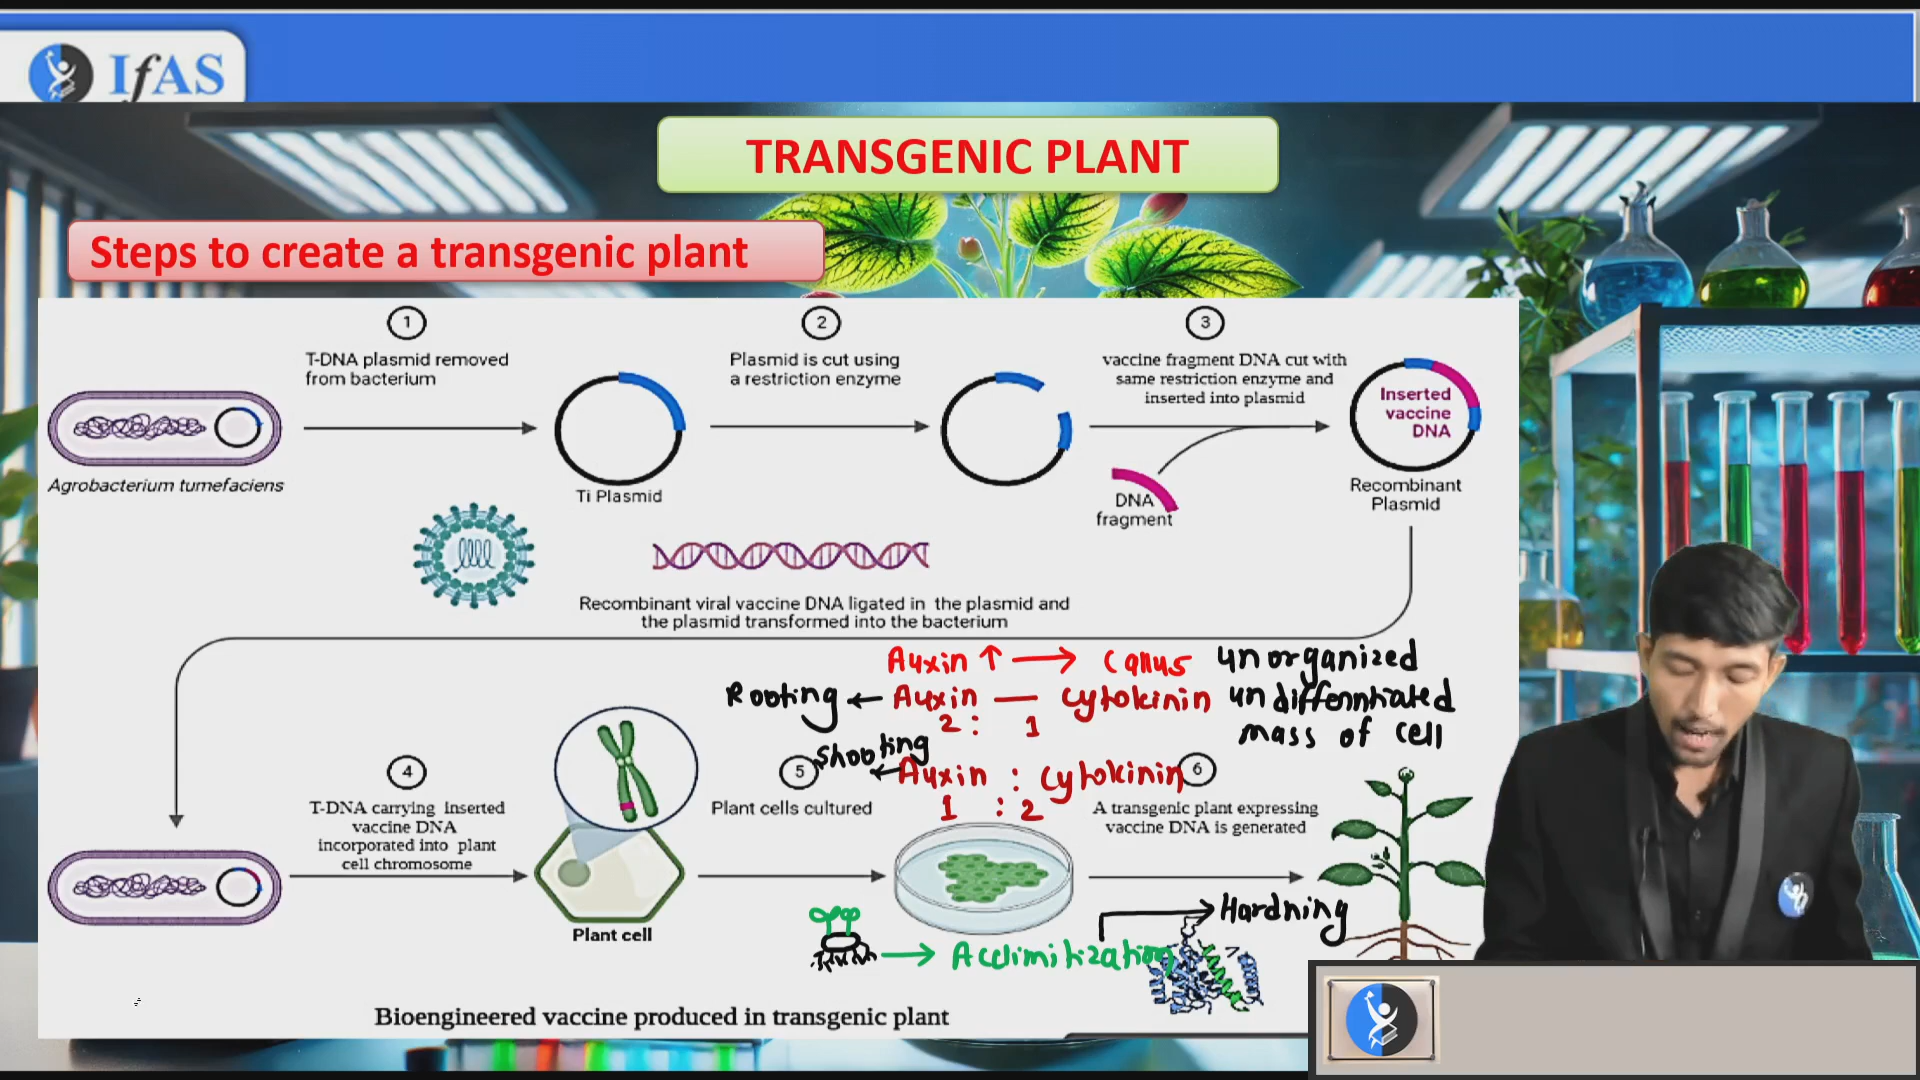 IfAS
TRANSGENIC PLANT
Steps to create a transgenic plant
1
T-DNA plasmid removed
from bacterium
2
Plasmid is cut using
a restriction enzyme
3
vaccine fragment DNA cut with
same restriction enzyme and
inserted into plasmid
Inserted
vaccine
DNA
Agrobacterium tumefaciens
Ti Plasmid
DNA
fragment
Recombinant
Plasmid
Recombinant viral vaccine DNA ligated in the plasmid and
the plasmid transformed into the bacterium
Auxin ↑ → Callus unorganized
Rooting ← Auxin — cytokinin undiffernhiated
2 : 1 mass of cell
Shooting
← Auxin : cytokinin
1 : 2
4
T-DNA carrying inserted
vaccine DNA
incorporated into plant
cell chromosome
5
Plant cells cultured
6
A transgenic plant expressing
vaccine DNA is generated
Plant cell
→ Hardning
→ Acclimitization
Bioengineered vaccine produced in transgenic plant